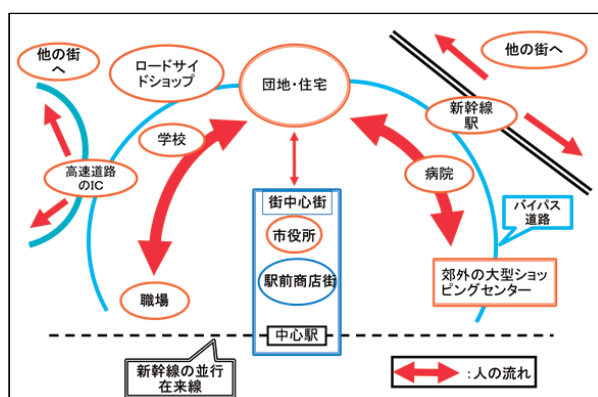 他の街
へ
ロードサイ
ドショップ
団地・住宅
他の街へ
新幹線
駅
学校
高速道路
のIC
病院
街中心街
市役所
バイパス
道路
駅前商店街
郊外の大型ショッ
ピングセンター
職場
中心駅
新幹線の並行
在来線
:人の流れ